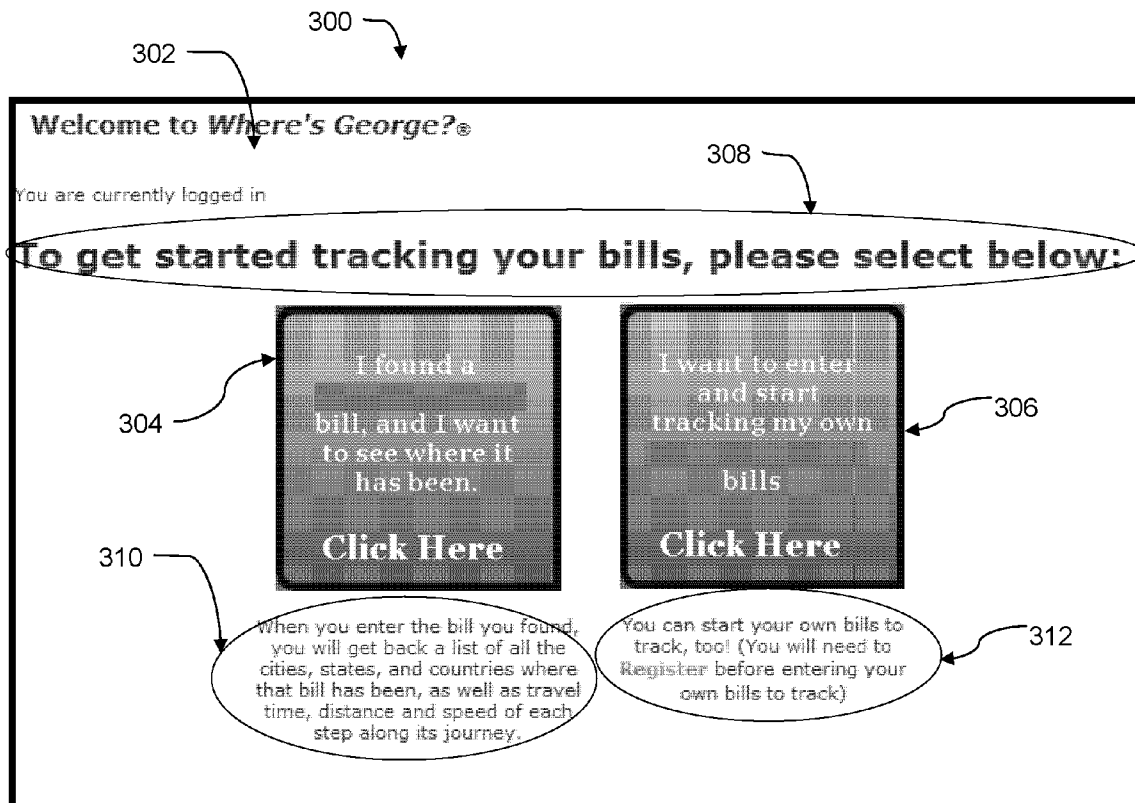 300
302
Welcome to Where's George?®
308
You are currently logged in
To get started tracking your bills, please select below:
304
I found a
bill, and I want
to see where it
has been.
Click Here
I want to enter
and start
tracking my own
bills
Click Here
306
310
When you enter the bill you found,
you will get back a list of all the
cities, states, and countries where
that bill has been, as well as travel
time, distance and speed of each
step along its journey.
You can start your own bills to
track, too! (You will need to
Register before entering your
own bills to track)
312